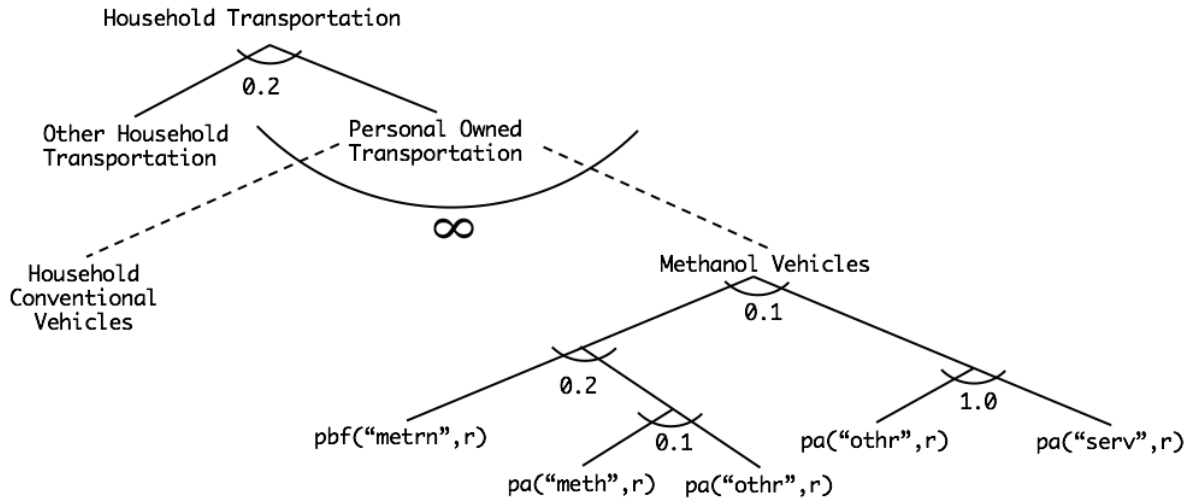 Household Transportation
0.2
Other Household
Transportation
Personal Owned
Transportation
∞
Household
Conventional
Vehicles
Methanol Vehicles
0.1
0.2
1.0
pbf(“metrn”,r)
0.1
pa(“othr”,r)
pa(“serv”,r)
pa(“meth”,r)
pa(“othr”,r)